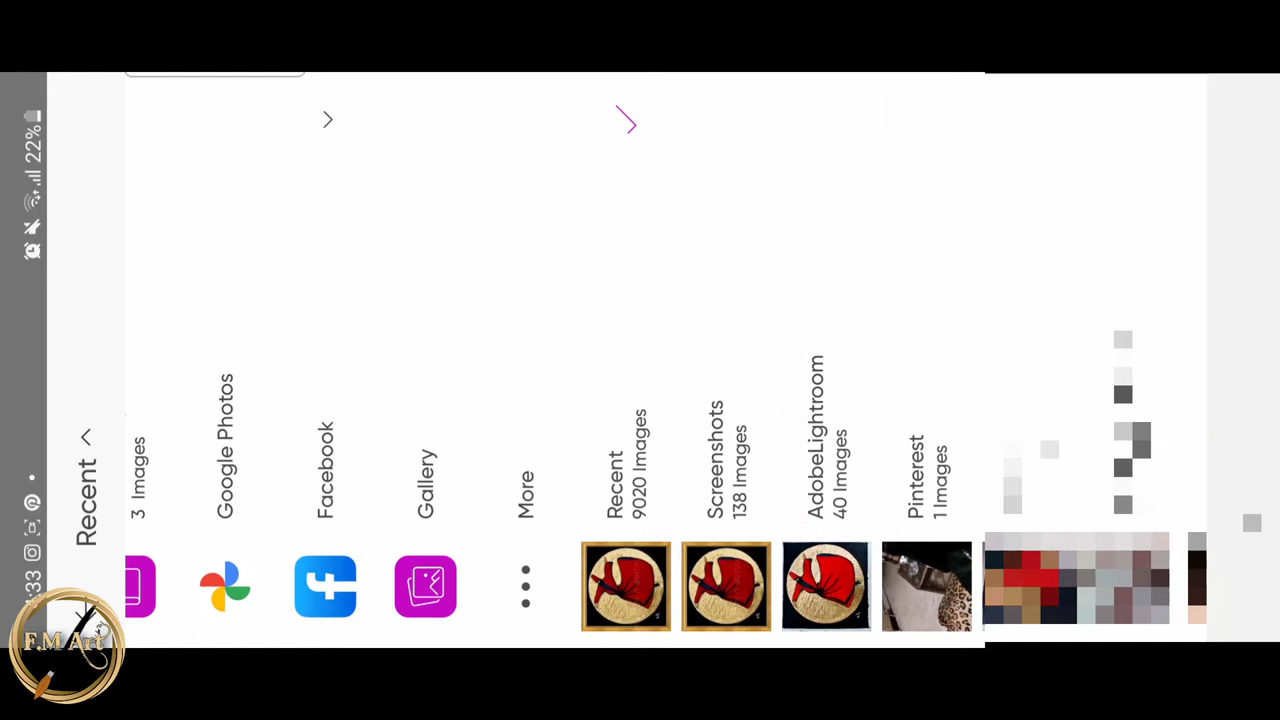 :33
22%
Recent
3 Images
Google Photos
Facebook
Gallery
More
Recent
9020 Images
Screenshots
138 Images
AdobeLightroom
40 Images
Pinterest
1 Images
F.M Art